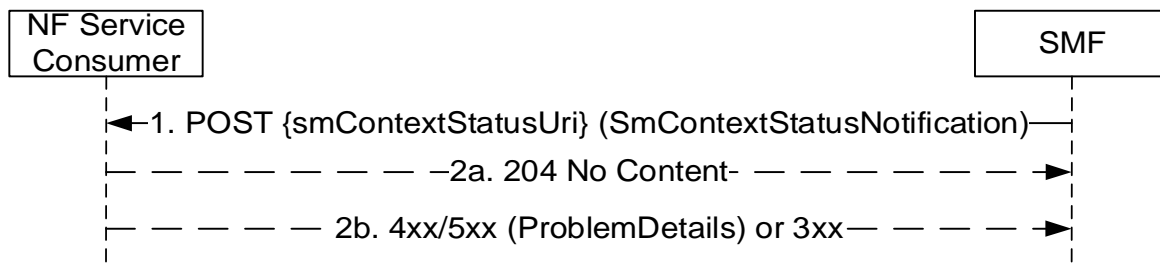 NF Service
Consumer
SMF
1. POST {smContextStatusUri} (SmContextStatusNotification)
2a. 204 No Content
2b. 4xx/5xx (ProblemDetails) or 3xx